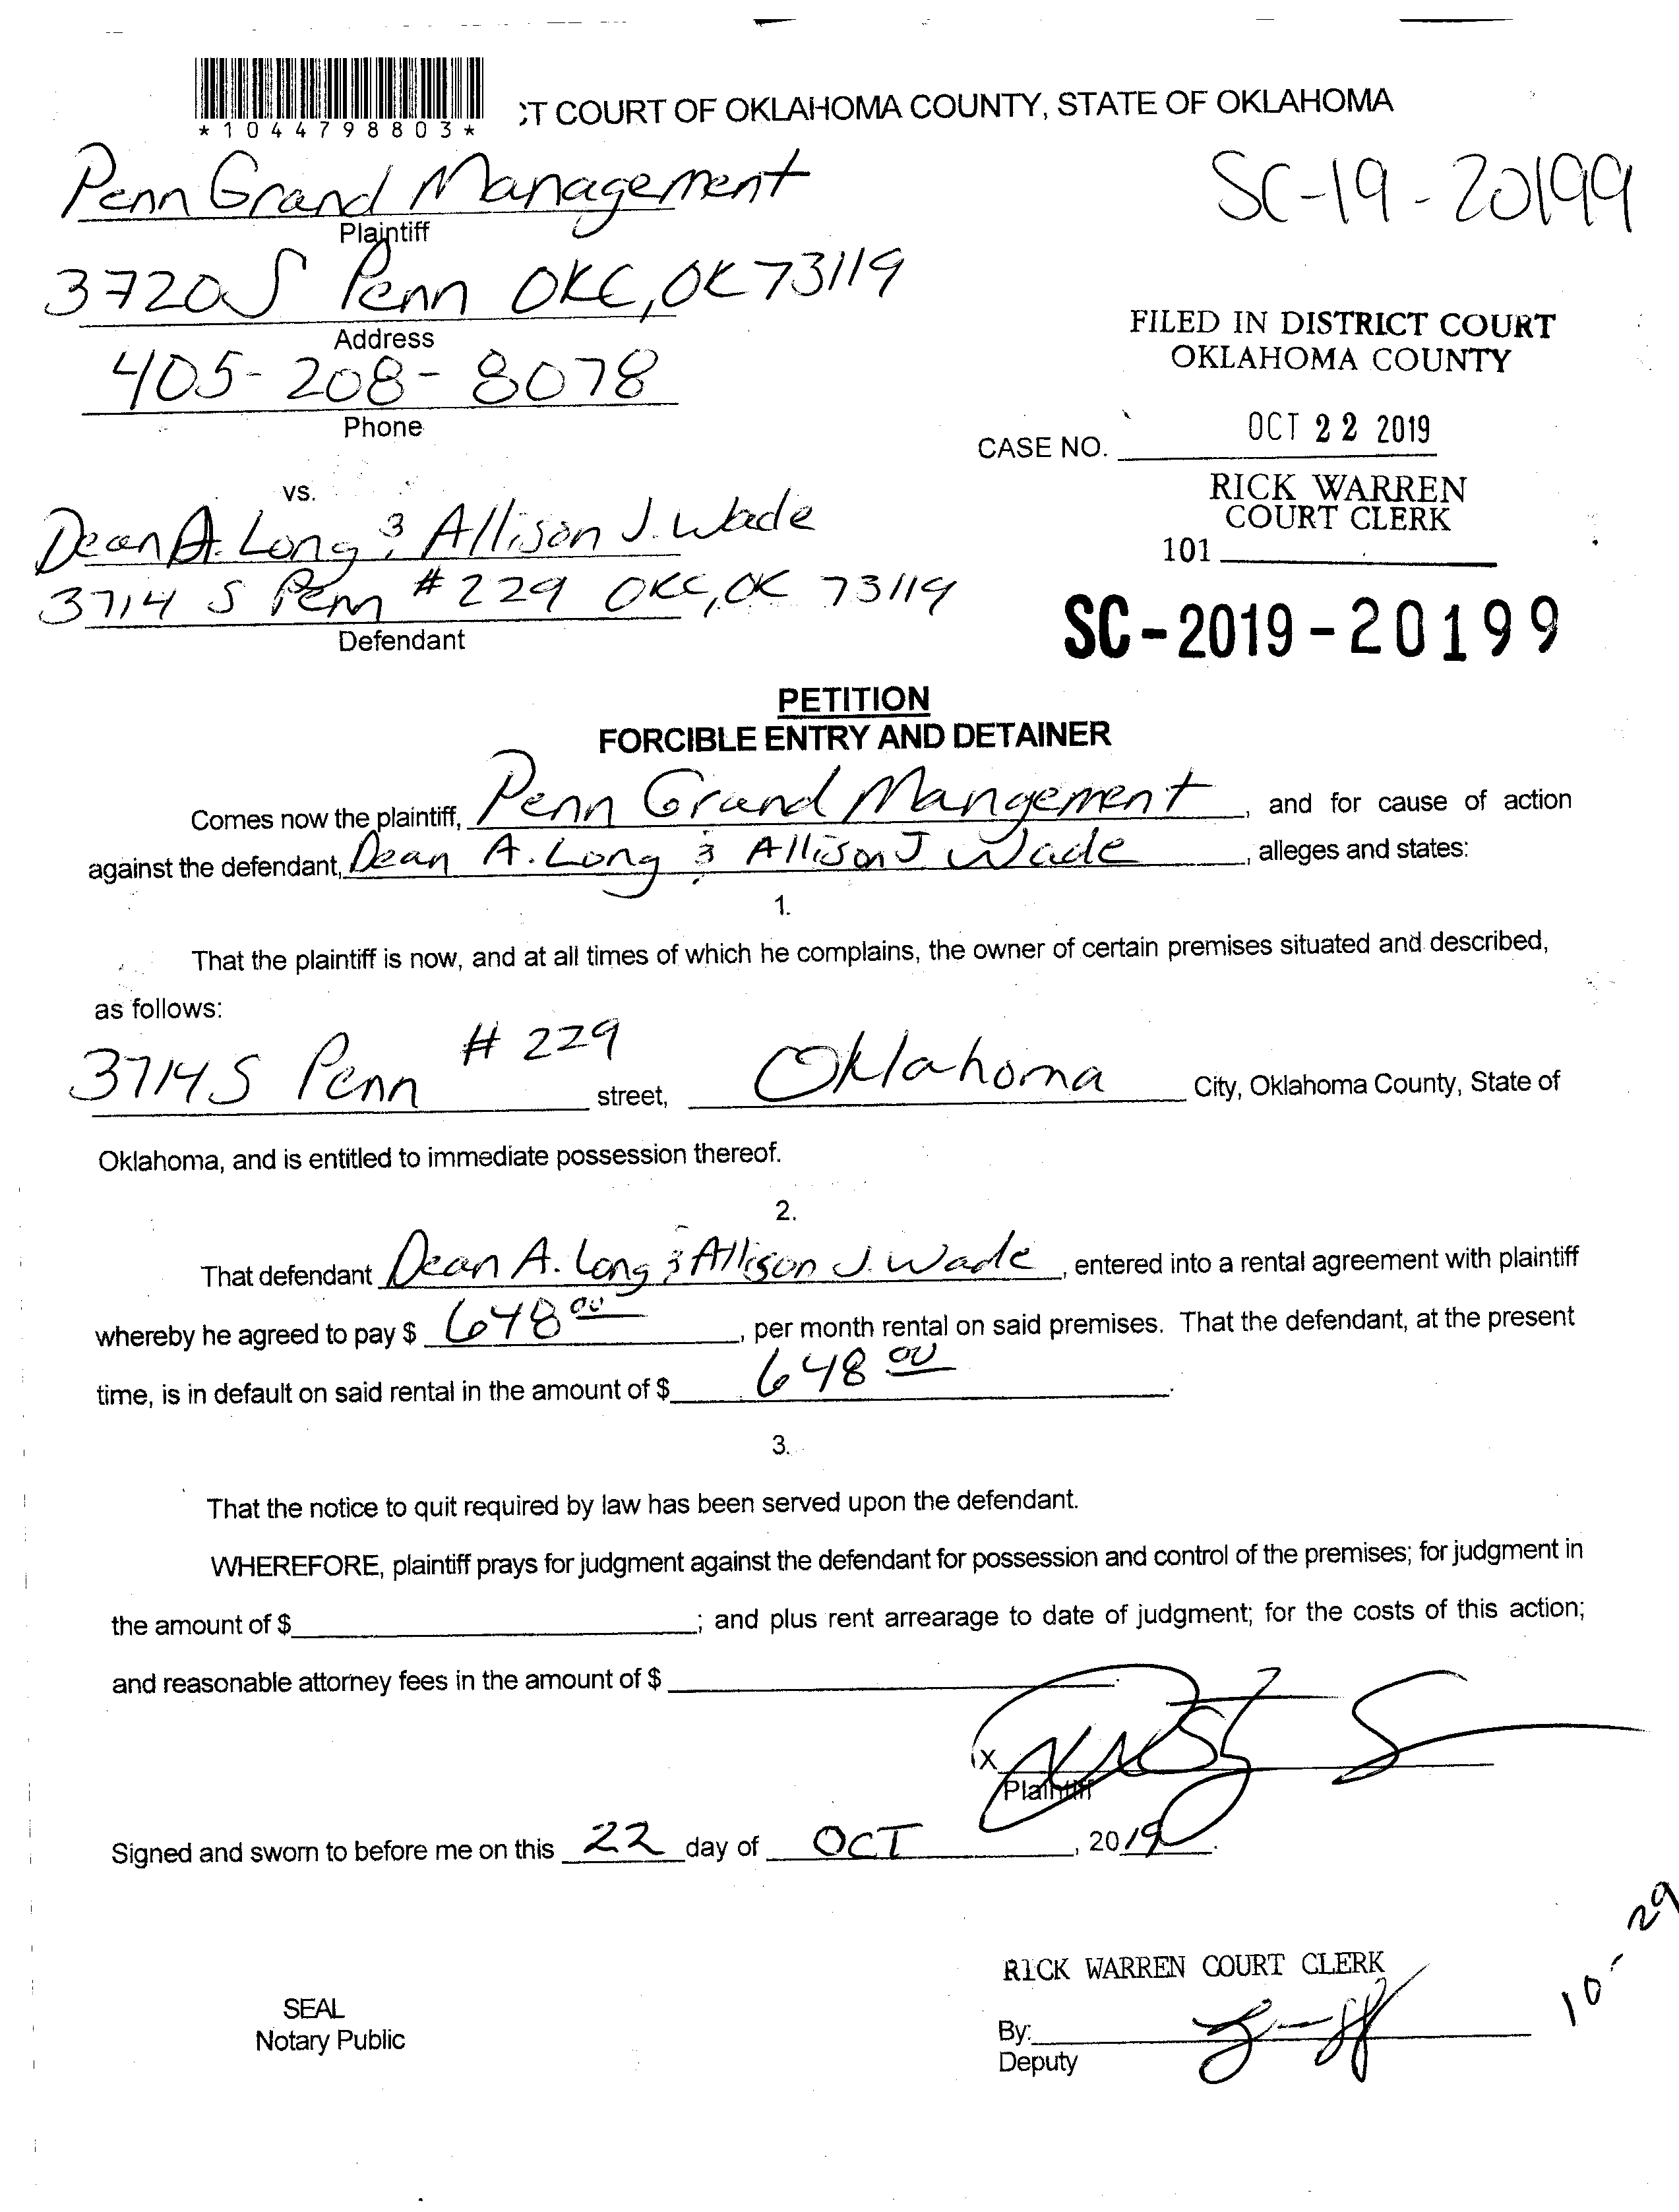 *1044798803*
CT COURT OF OKLAHOMA COUNTY, STATE OF OKLAHOMA
Penn Grand Management
Plaintiff
SC-19-20199
3720 S Penn OKC, OK 73119
Address
FILED IN DISTRICT COURT
OKLAHOMA COUNTY
405-208-8078
Phone
OCT 22 2019
CASE NO.
RICK WARREN
COURT CLERK
vs.
Dean A. Long & Allison J. Wade
101
3714 S Penn #229 OKC, OK 73119
Defendant
SC-2019-20199
PETITION
FORCIBLE ENTRY AND DETAINER
Comes now the plaintiff, Penn Grand Mangement, and for cause of action
against the defendant, Dean A. Long & Allison J Wade, alleges and states:
1.
That the plaintiff is now, and at all times of which he complains, the owner of certain premises situated and described,
as follows:
3714 S Penn #229 street, Oklahoma City, Oklahoma County, State of
Oklahoma, and is entitled to immediate possession thereof.
2.
That defendant Dean A. Long & Allison J. Wade, entered into a rental agreement with plaintiff
whereby he agreed to pay $ 648 00, per month rental on said premises. That the defendant, at the present
time, is in default on said rental in the amount of $ 648 00.
3.
That the notice to quit required by law has been served upon the defendant.
WHEREFORE, plaintiff prays for judgment against the defendant for possession and control of the premises; for judgment in
the amount of $ ; and plus rent arrearage to date of judgment; for the costs of this action;
and reasonable attorney fees in the amount of $ .
X
Plaintiff
Signed and sworn to before me on this 22 day of OCT, 2019.
10-29
RICK WARREN COURT CLERK
SEAL
Notary Public
By:
Deputy